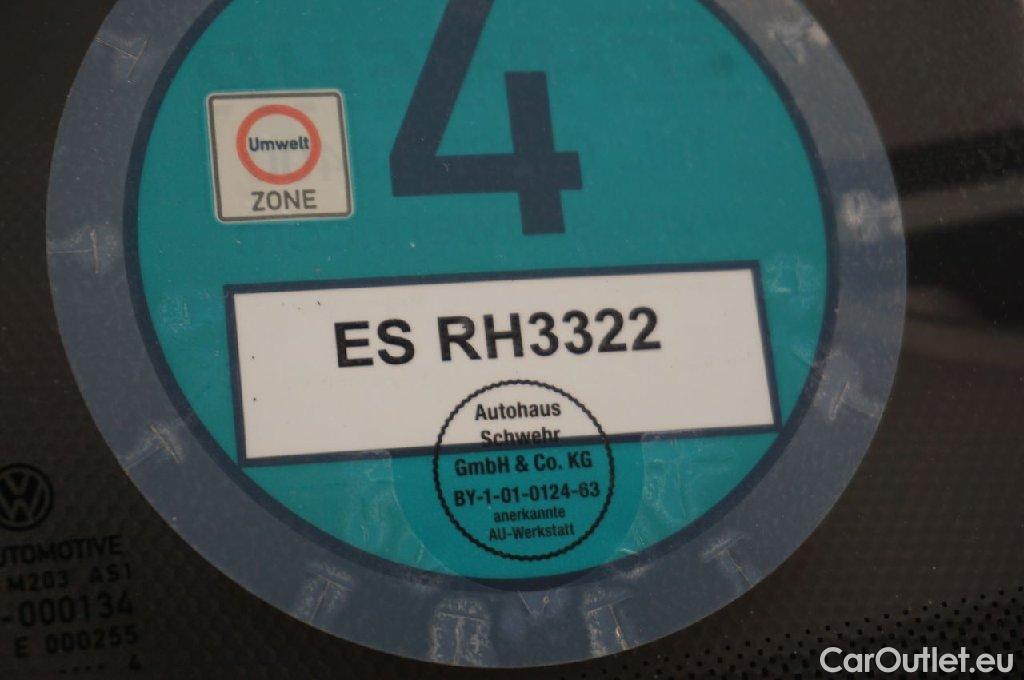 4
Umwelt
ZONE
ES RH3322
Autohaus
Schwehr
GmbH & Co. KG
BY-1-01-0124-63
anerkannte
AU-Werkstatt
UTOMOTIVE
M203 AS1
-000134
E 000255
.... 4
CarOutlet.eu